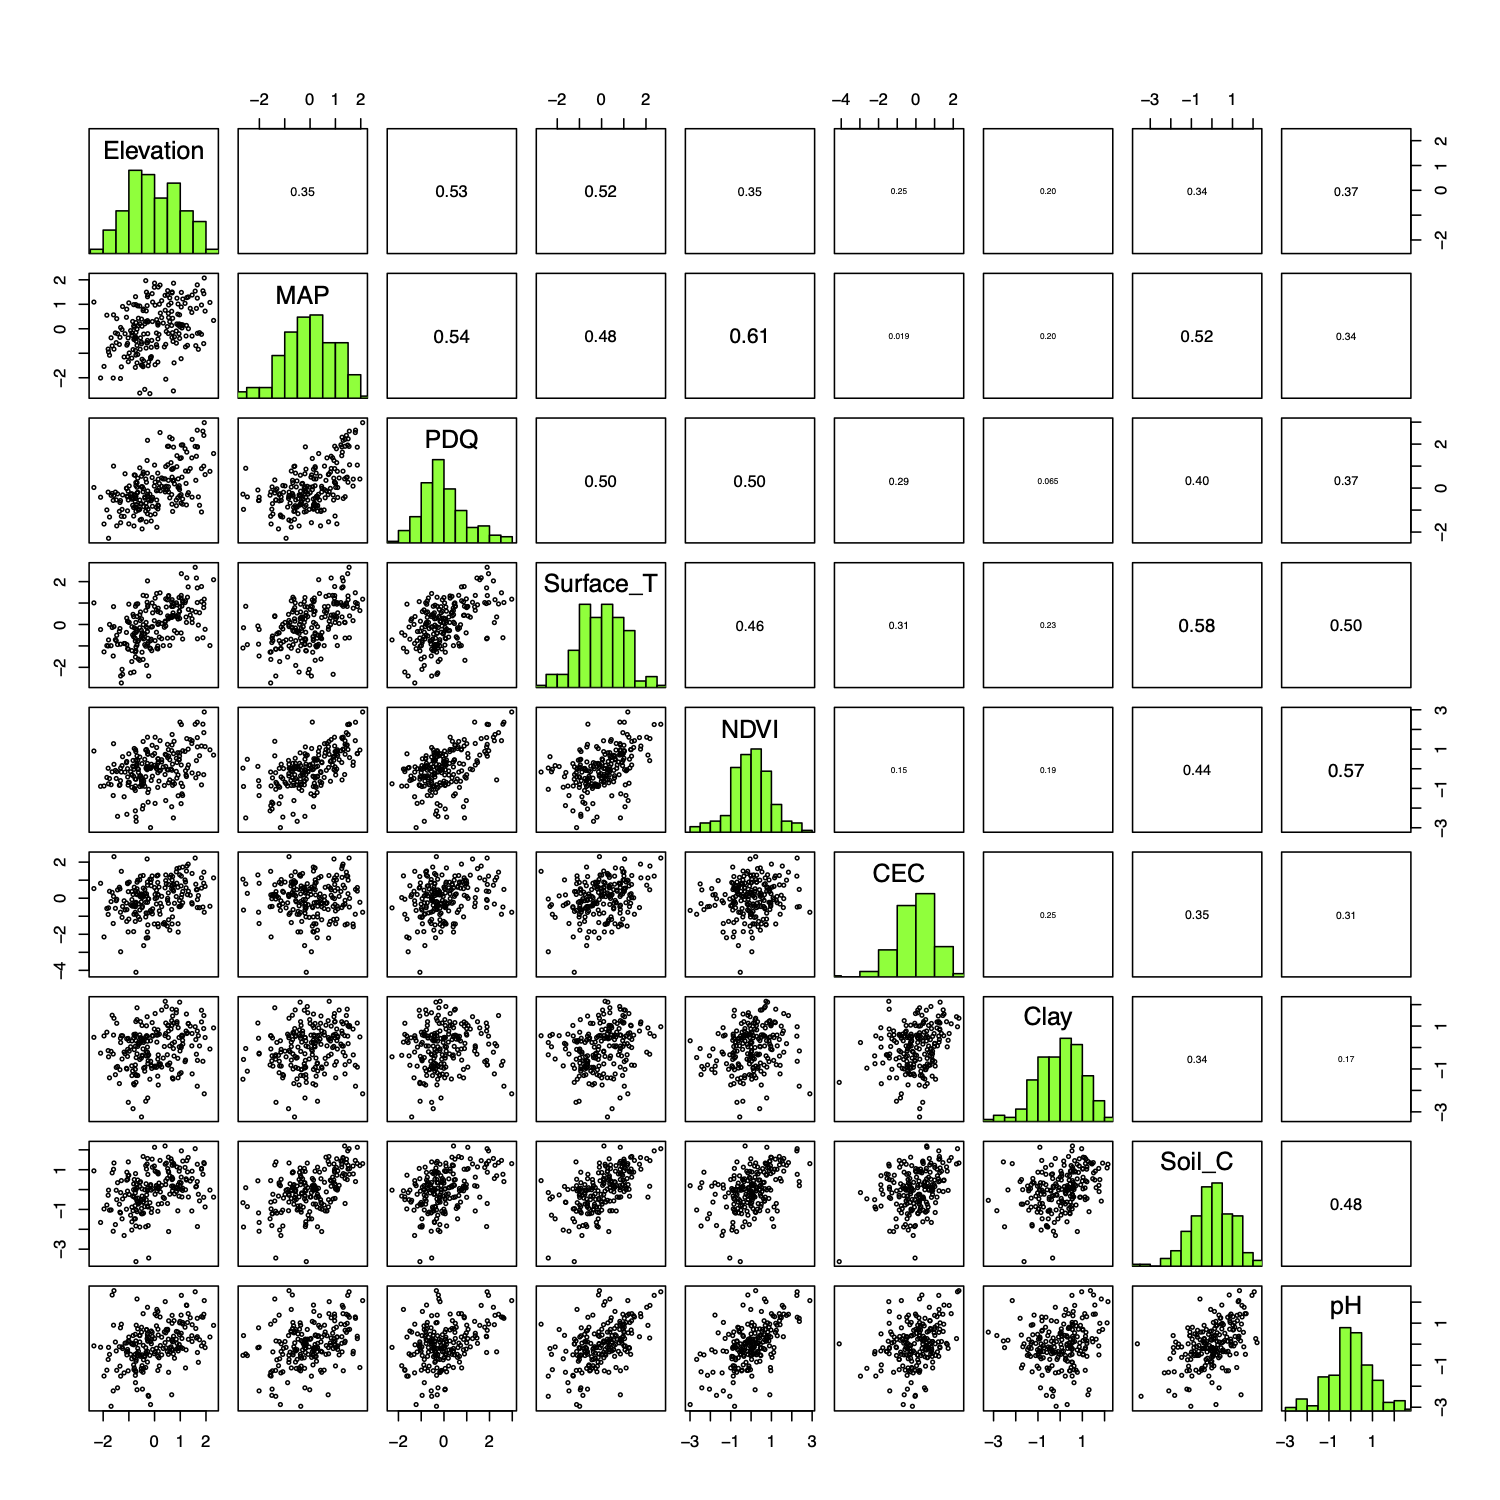 −2 0 1 2 −2 0 2 −4 −2 0 2 −3 −1 1
Elevation 0.35 0.53 0.52 0.35 0.25 0.20 0.34 0.37 2 1 0 −2
2 1 0 −2 MAP 0.54 0.48 0.61 0.019 0.20 0.52 0.34
PDQ 0.50 0.50 0.29 0.065 0.40 0.37 2 0 −2
2 0 −2 Surface_T 0.46 0.31 0.23 0.58 0.50
NDVI 0.15 0.19 0.44 0.57 3 1 −1 −3
2 0 −2 −4 CEC 0.25 0.35 0.31
Clay 0.34 0.17 1 −1 −3
1 −1 −3 Soil_C 0.48
pH 1 −1 −3
−2 0 1 2 −2 0 2 −3 −1 1 3 −3 −1 1 −3 −1 1